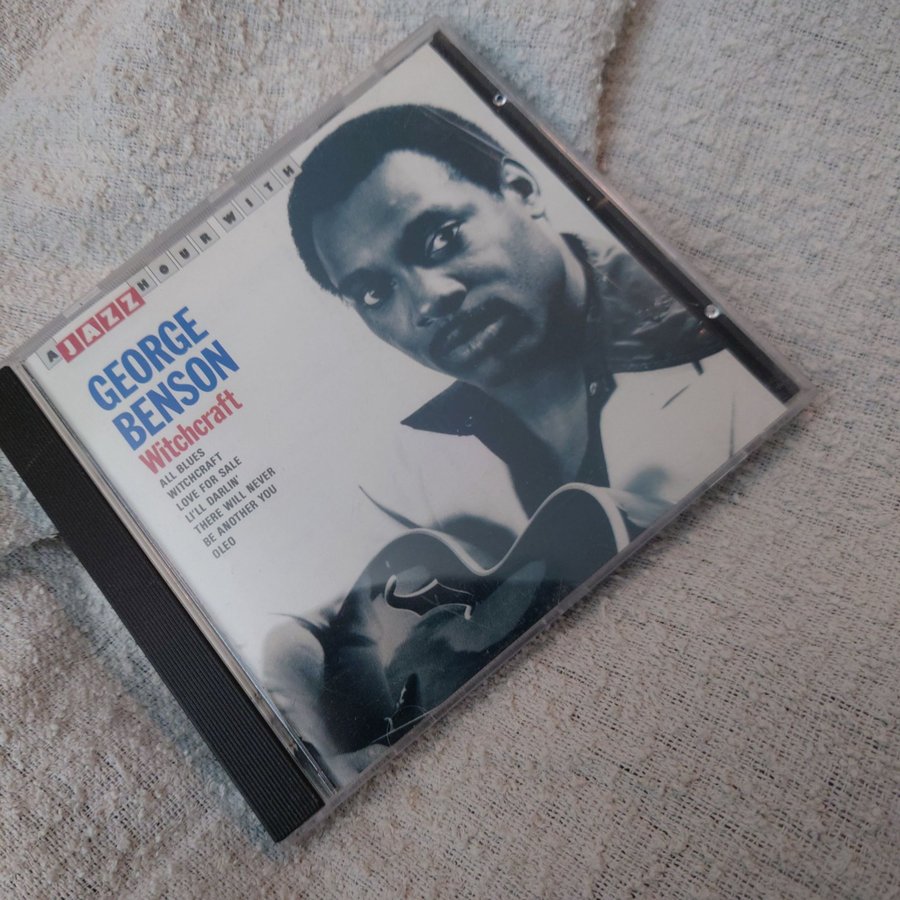 A JAZZ HOUR WITH
GEORGE
BENSON
Witchcraft
ALL BLUES
WITCHCRAFT
LOVE FOR SALE
LI'LL DARLIN'
THERE WILL NEVER
BE ANOTHER YOU
OLEO